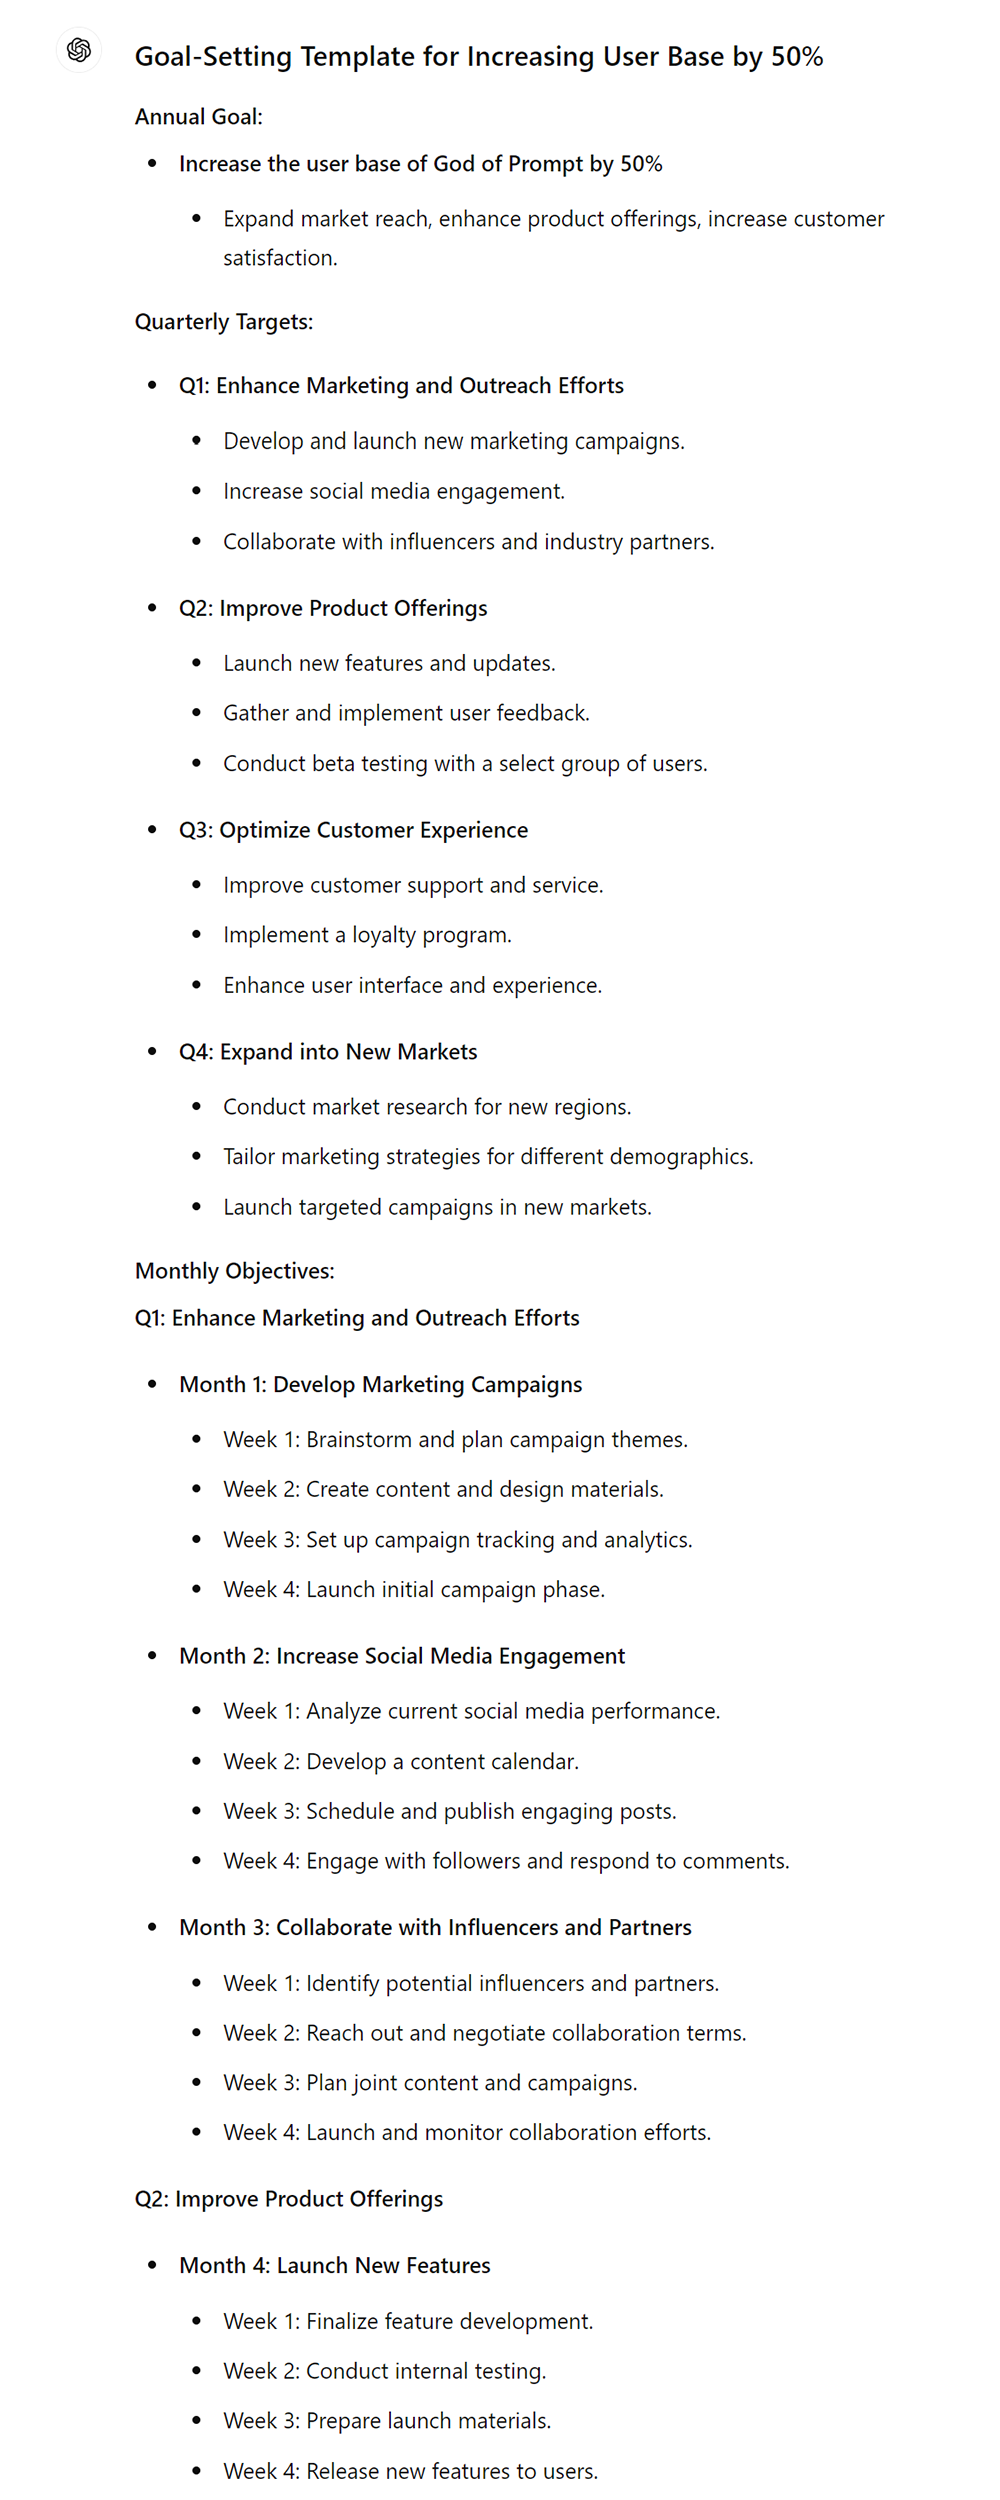 Goal-Setting Template for Increasing User Base by 50%
Annual Goal:
Increase the user base of God of Prompt by 50%
Expand market reach, enhance product offerings, increase customer
satisfaction.
Quarterly Targets:
Q1: Enhance Marketing and Outreach Efforts
Develop and launch new marketing campaigns.
Increase social media engagement.
Collaborate with influencers and industry partners.
Q2: Improve Product Offerings
Launch new features and updates.
Gather and implement user feedback.
Conduct beta testing with a select group of users.
Q3: Optimize Customer Experience
Improve customer support and service.
Implement a loyalty program.
Enhance user interface and experience.
Q4: Expand into New Markets
Conduct market research for new regions.
Tailor marketing strategies for different demographics.
Launch targeted campaigns in new markets.
Monthly Objectives:
Q1: Enhance Marketing and Outreach Efforts
Month 1: Develop Marketing Campaigns
Week 1: Brainstorm and plan campaign themes.
Week 2: Create content and design materials.
Week 3: Set up campaign tracking and analytics.
Week 4: Launch initial campaign phase.
Month 2: Increase Social Media Engagement
Week 1: Analyze current social media performance.
Week 2: Develop a content calendar.
Week 3: Schedule and publish engaging posts.
Week 4: Engage with followers and respond to comments.
Month 3: Collaborate with Influencers and Partners
Week 1: Identify potential influencers and partners.
Week 2: Reach out and negotiate collaboration terms.
Week 3: Plan joint content and campaigns.
Week 4: Launch and monitor collaboration efforts.
Q2: Improve Product Offerings
Month 4: Launch New Features
Week 1: Finalize feature development.
Week 2: Conduct internal testing.
Week 3: Prepare launch materials.
Week 4: Release new features to users.